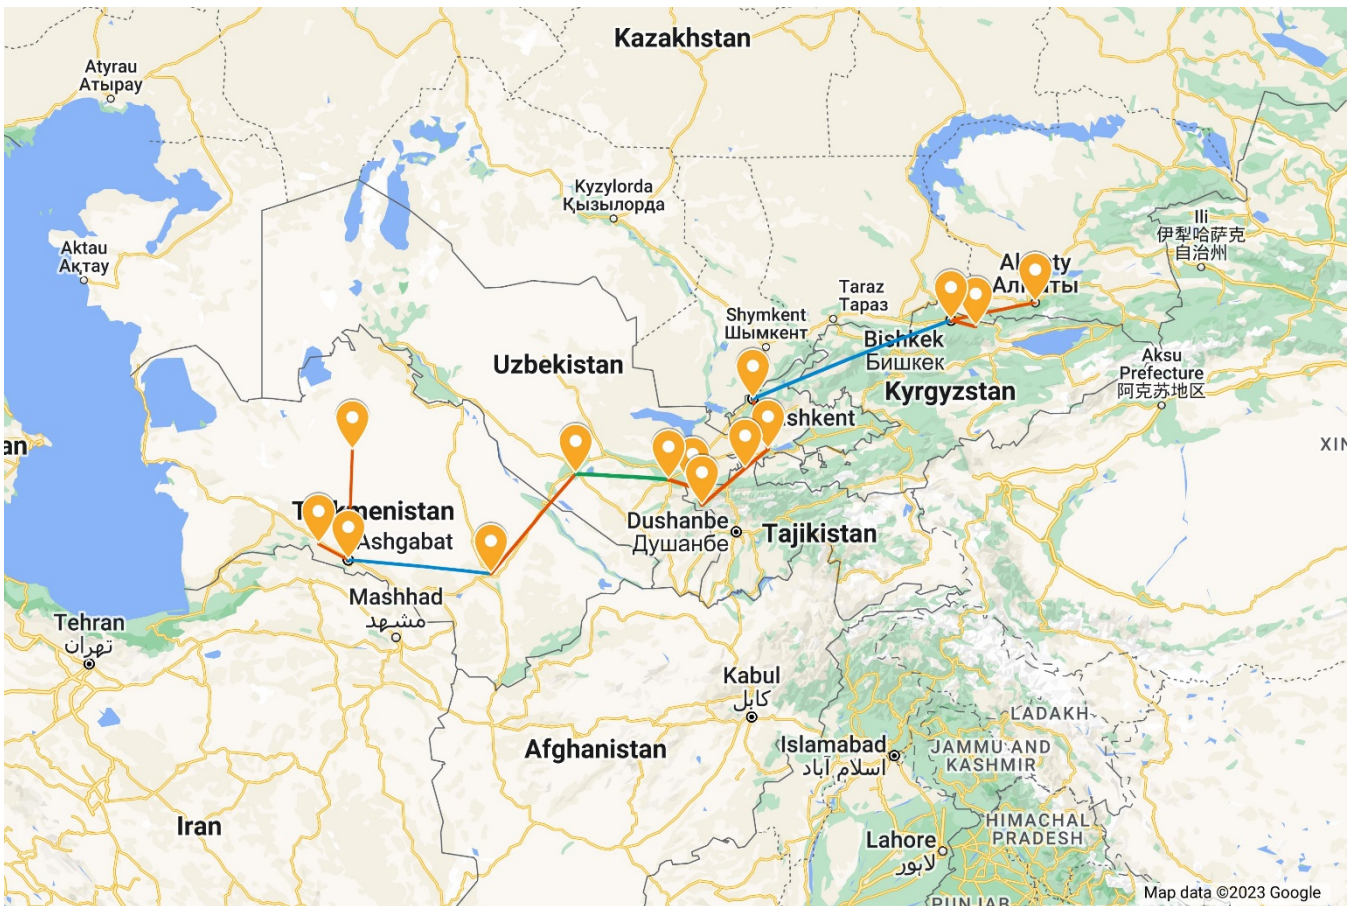 Kazakhstan
Atyrau
Атырау
Kyzylorda
Қызылорда
Ili
伊犁哈萨克
自治州
Aktau
Ақтау
Taraz
Тараз
Shymkent
Шымкент
Bishkek
Бишкек
Aksu
Prefecture
阿克苏地区
Uzbekistan
Kyrgyzstan
XIN
Ashgabat
Dushanbe
Душанбе
Tajikistan
Mashhad
مشهد
Tehran
تهران
Kabul
کابل
LADAKH
Afghanistan
Islamabad
اسلام آباد
JAMMU AND
KASHMIR
Iran
HIMACHAL
PRADESH
Lahore
لاہور
PUNJAB
Map data ©2023 Google